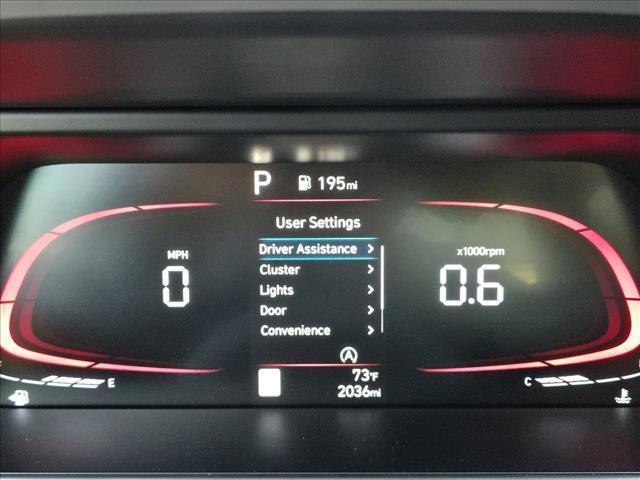 P 195mi
User Settings
Driver Assistance >
Cluster >
Lights >
Door >
Convenience >
MPH
0
x1000rpm
0.6
A
73°F
2036mi
E
C